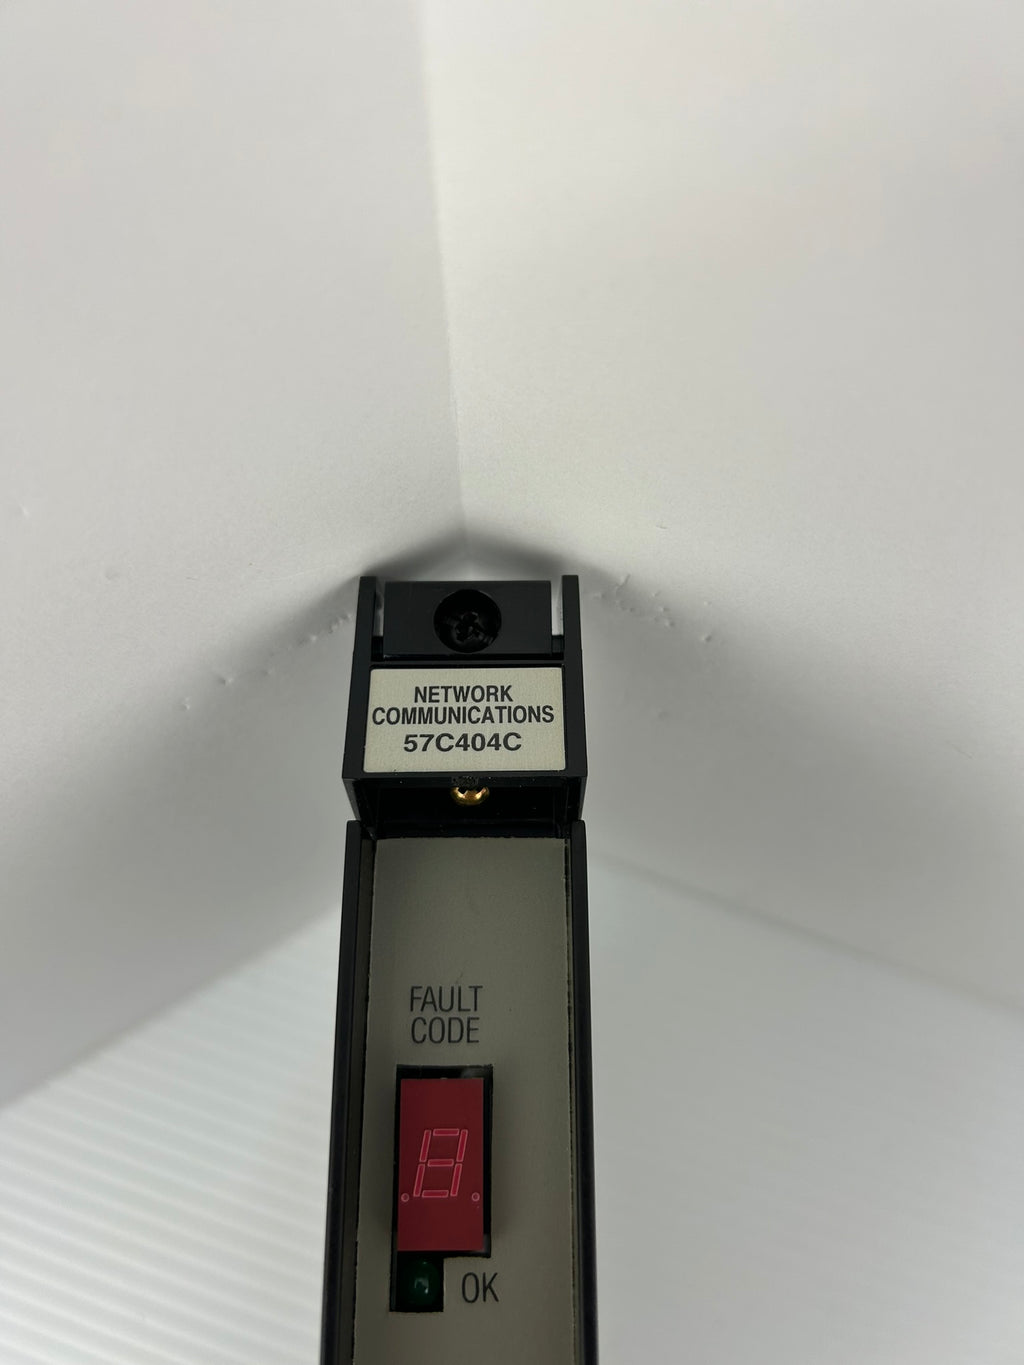 NETWORK
COMMUNICATIONS
57C404C
FAULT
CODE
OK